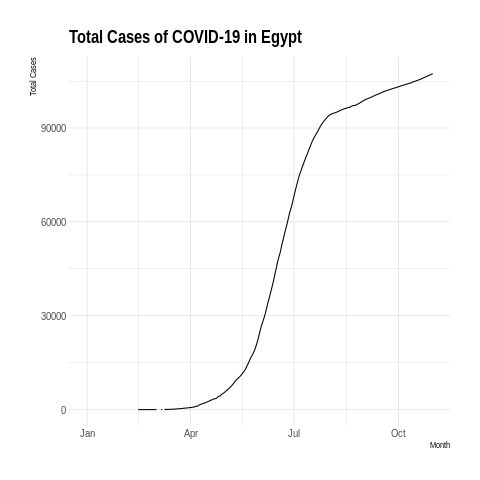 Total Cases of COVID-19 in Egypt
Total Cases
90000
60000
30000
0
Jan Apr Jul Oct
Month